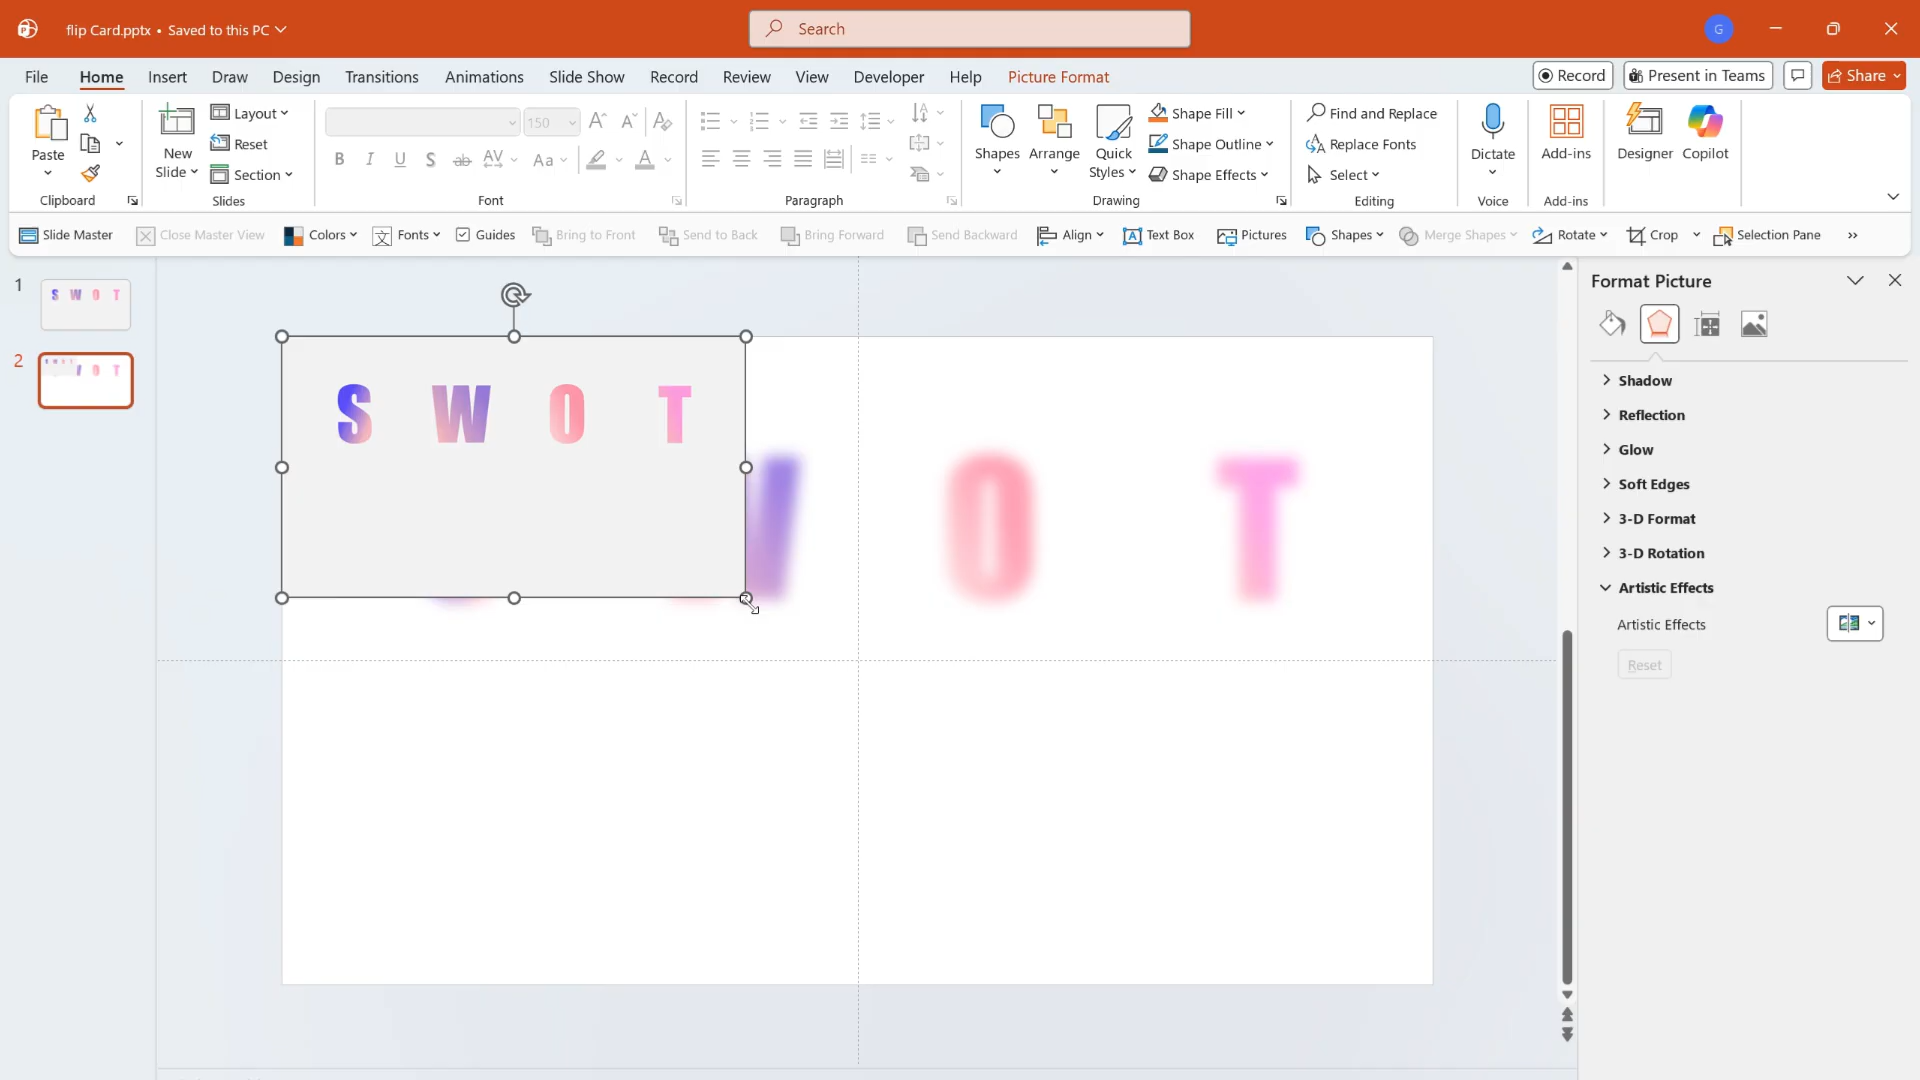 flip Card.pptx • Saved to this PC
Search
G
File Home Insert Draw Design Transitions Animations Slide Show Record Review View Developer Help Picture Format
Record Present in Teams Share
Paste
New Slide
Layout
Reset
Section
150
B I U S ab AV Aa A
Shapes
Arrange
Quick Styles
Shape Fill
Shape Outline
Shape Effects
Find and Replace
Replace Fonts
Select
Dictate
Add-ins
Designer
Copilot
Clipboard Slides Font Paragraph Drawing Editing Voice Add-ins
Slide Master Close Master View Colors Fonts Guides Bring to Front Send to Back Bring Forward Send Backward Align Text Box Pictures Shapes Merge Shapes Rotate Crop Selection Pane
1
S W O T
2
S W O T
W O T
S W O T
W O T
Format Picture
Shadow
Reflection
Glow
Soft Edges
3-D Format
3-D Rotation
Artistic Effects
Artistic Effects
Reset